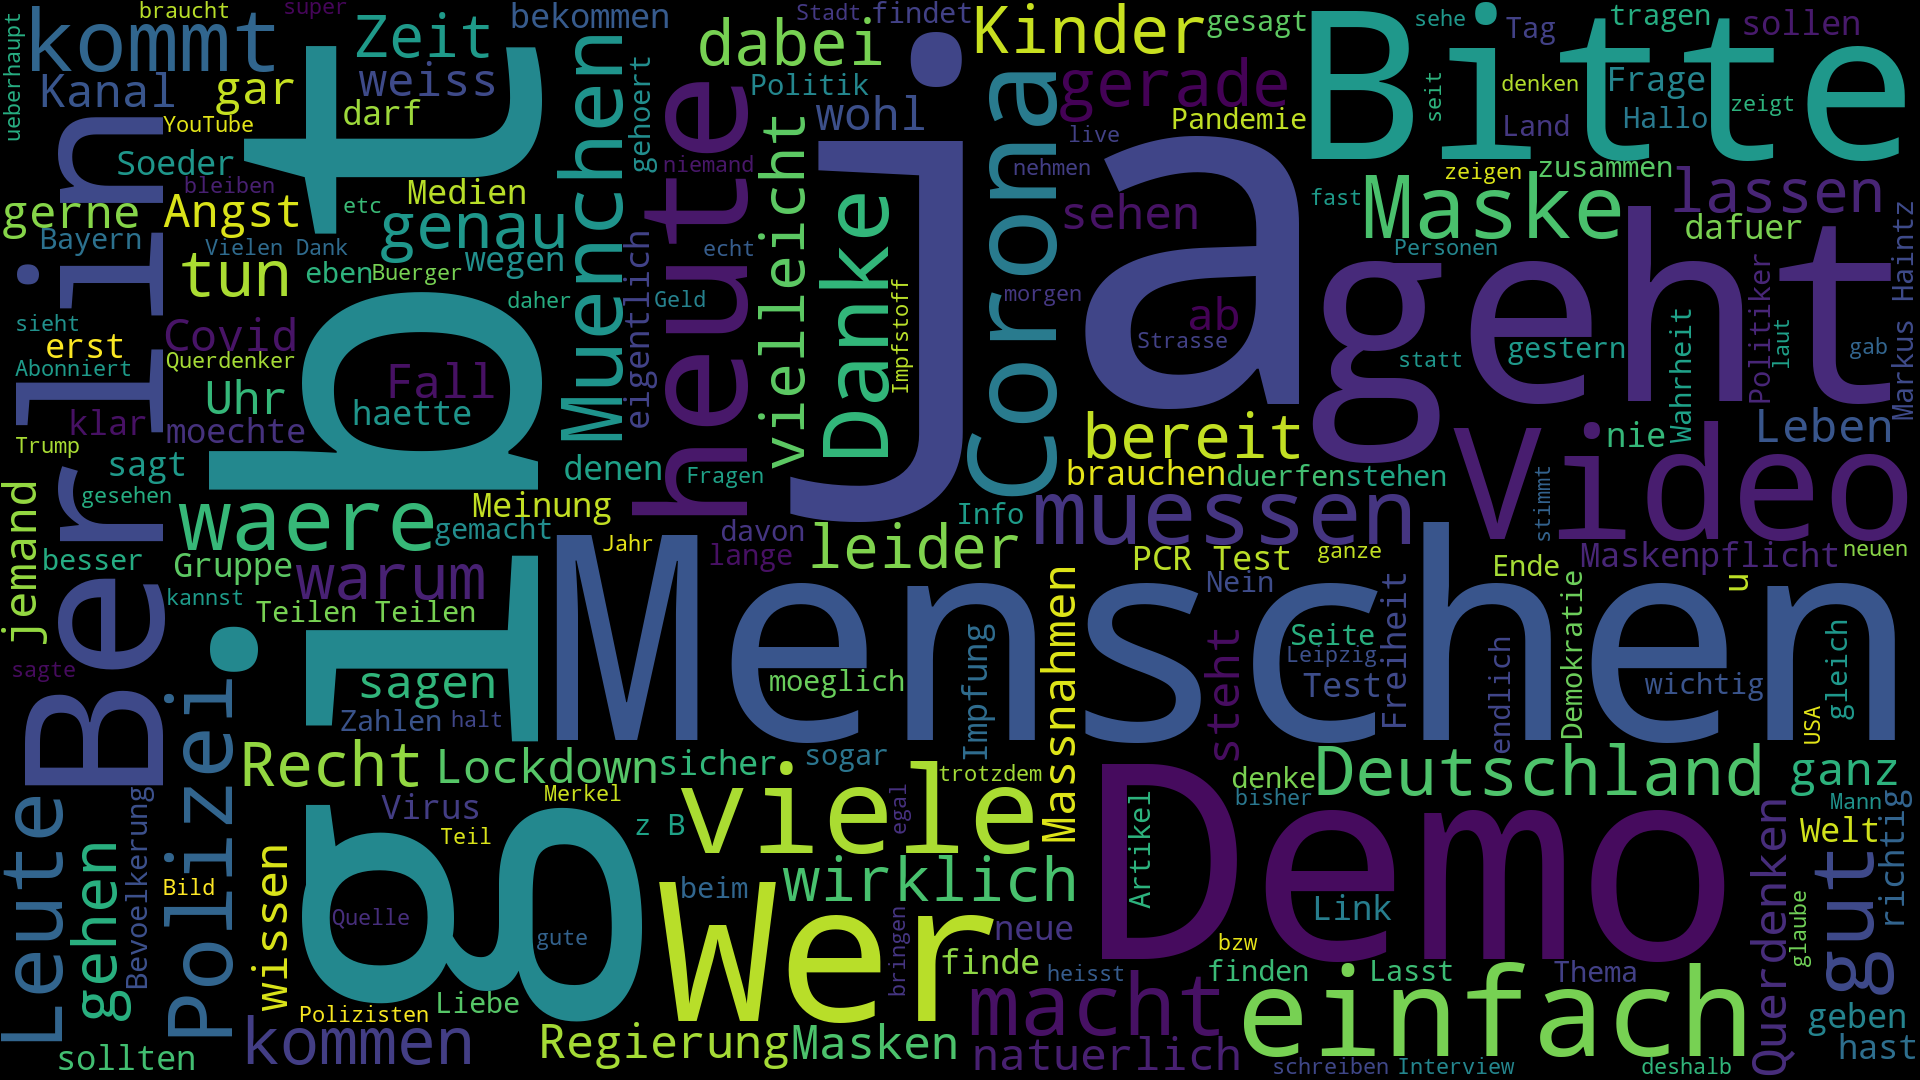 ueberhaupt
kommt
braucht
super
Zeit
bekommen
Stadt
findet
Kinder
gesagt
Bitte
sehe
Tag
tragen
sollen
Kanal
gar
weiss
darf
YouTube
Muenchen
gehoert
dabei
Politik
wohl
gerade
live
Pandemie
seit
denken
Frage
Land
Hallo
zeigt
Berlin
Soeder
bleiben
gibt
Medien
niemand
heute
vielleicht
Danke
ja
Corona
nehmen
sehen
zeigen
zusammen
fast
Maske
lassen
dafuer
gerne
Angst
etc
genau
Bayern
Vielen Dank
tun
eben
Buerger
wegen
daher
eigentlich
echt
Geld
Impfstoff
morgen
ab
Strasse
Personen
geht
statt
gestern
Wahrheit
Politiker
laut
Markus Haintz
gab
sieht
erst
Abonniert
Covid
Querdenker
Fall
Uhr
haette
klar
moechte
Trump
sagt
gesehen
jemand
denen
Fragen
bereit
brauchen
duerfen
stehen
Video
nie
Leben
stimmt
waere
Meinung
gemacht
besser
Gruppe
warum
kannst
Teilen Teilen
Jahr
davon
lange
leider
Info
muessen
PCR Test
ganze
Nein
Ende
Maskenpflicht
neuen
u
sagte
Polizei
sagen
Zahlen
halt
Menschen
moeglich
Impfung
Massnahmen
steht
Seite
Leipzig
Test
Freiheit
endlich
Demokratie
wichtig
gleich
USA
Recht
Lockdown
sicher
sogar
trotzdem
denke
bisher
Deutschland
ganz
Mann
Leute
gehen
Bevoelkerung
Virus
Teil
Merkel
z B
viele
egal
Artikel
Demo
Welt
richtig
Bild
wissen
Quelle
gute
beim
Wer
wirklich
bringen
neue
Link
Querdenken
glaube
gut
finde
heisst
bzw
finden
Lasst
Thema
Polizisten
Liebe
sollten
kommen
Regierung
Masken
macht
natuerlich
einfach
schreiben
Interview
deshalb
geben
hast